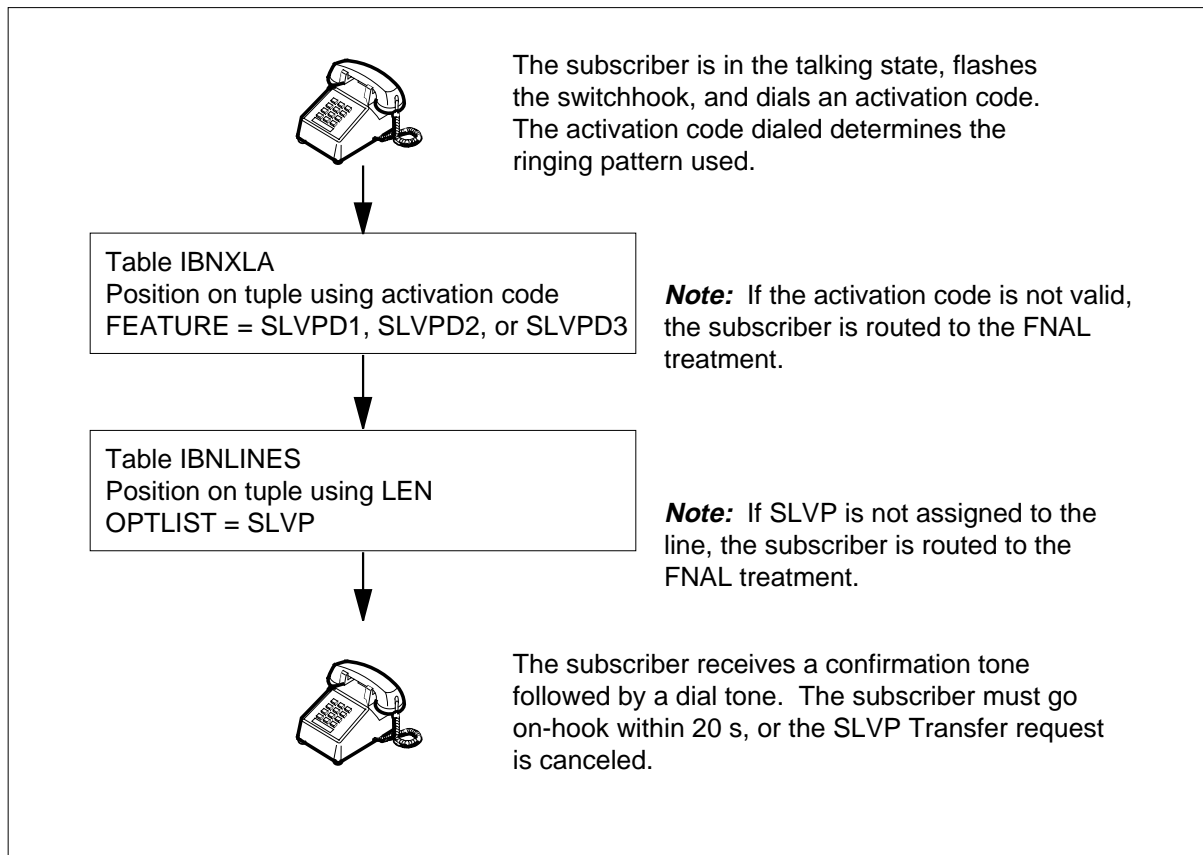 The subscriber is in the talking state, flashes
the switchhook, and dials an activation code.
The activation code dialed determines the
ringing pattern used.
Table IBNXLA
Position on tuple using activation code
FEATURE = SLVPD1, SLVPD2, or SLVPD3
Note: If the activation code is not valid,
the subscriber is routed to the FNAL
treatment.
Table IBNLINES
Position on tuple using LEN
OPTLIST = SLVP
Note: If SLVP is not assigned to the
line, the subscriber is routed to the
FNAL treatment.
The subscriber receives a confirmation tone
followed by a dial tone. The subscriber must go
on-hook within 20 s, or the SLVP Transfer request
is canceled.